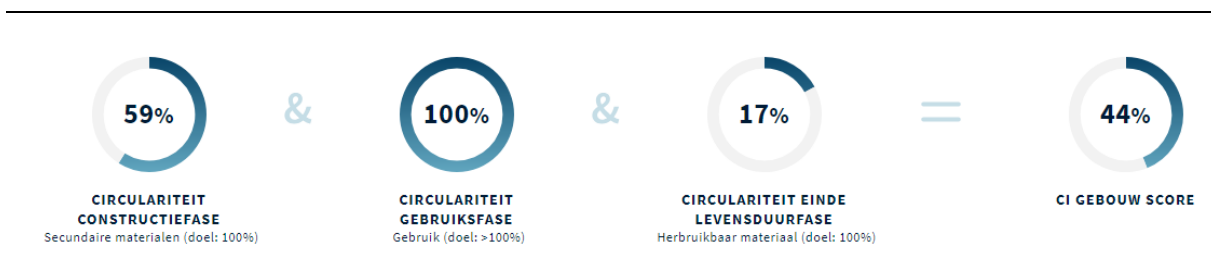 59%
&
100%
&
17%
=
44%
CIRCULARITEIT
CONSTRUCTIEFASE
Secundaire materialen (doel: 100%)
CIRCULARITEIT
GEBRUIKSFASE
Gebruik (doel: >100%)
CIRCULARITEIT EINDE
LEVENSDUURFASE
Herbruikbaar materiaal (doel: 100%)
CI GEBOUW SCORE